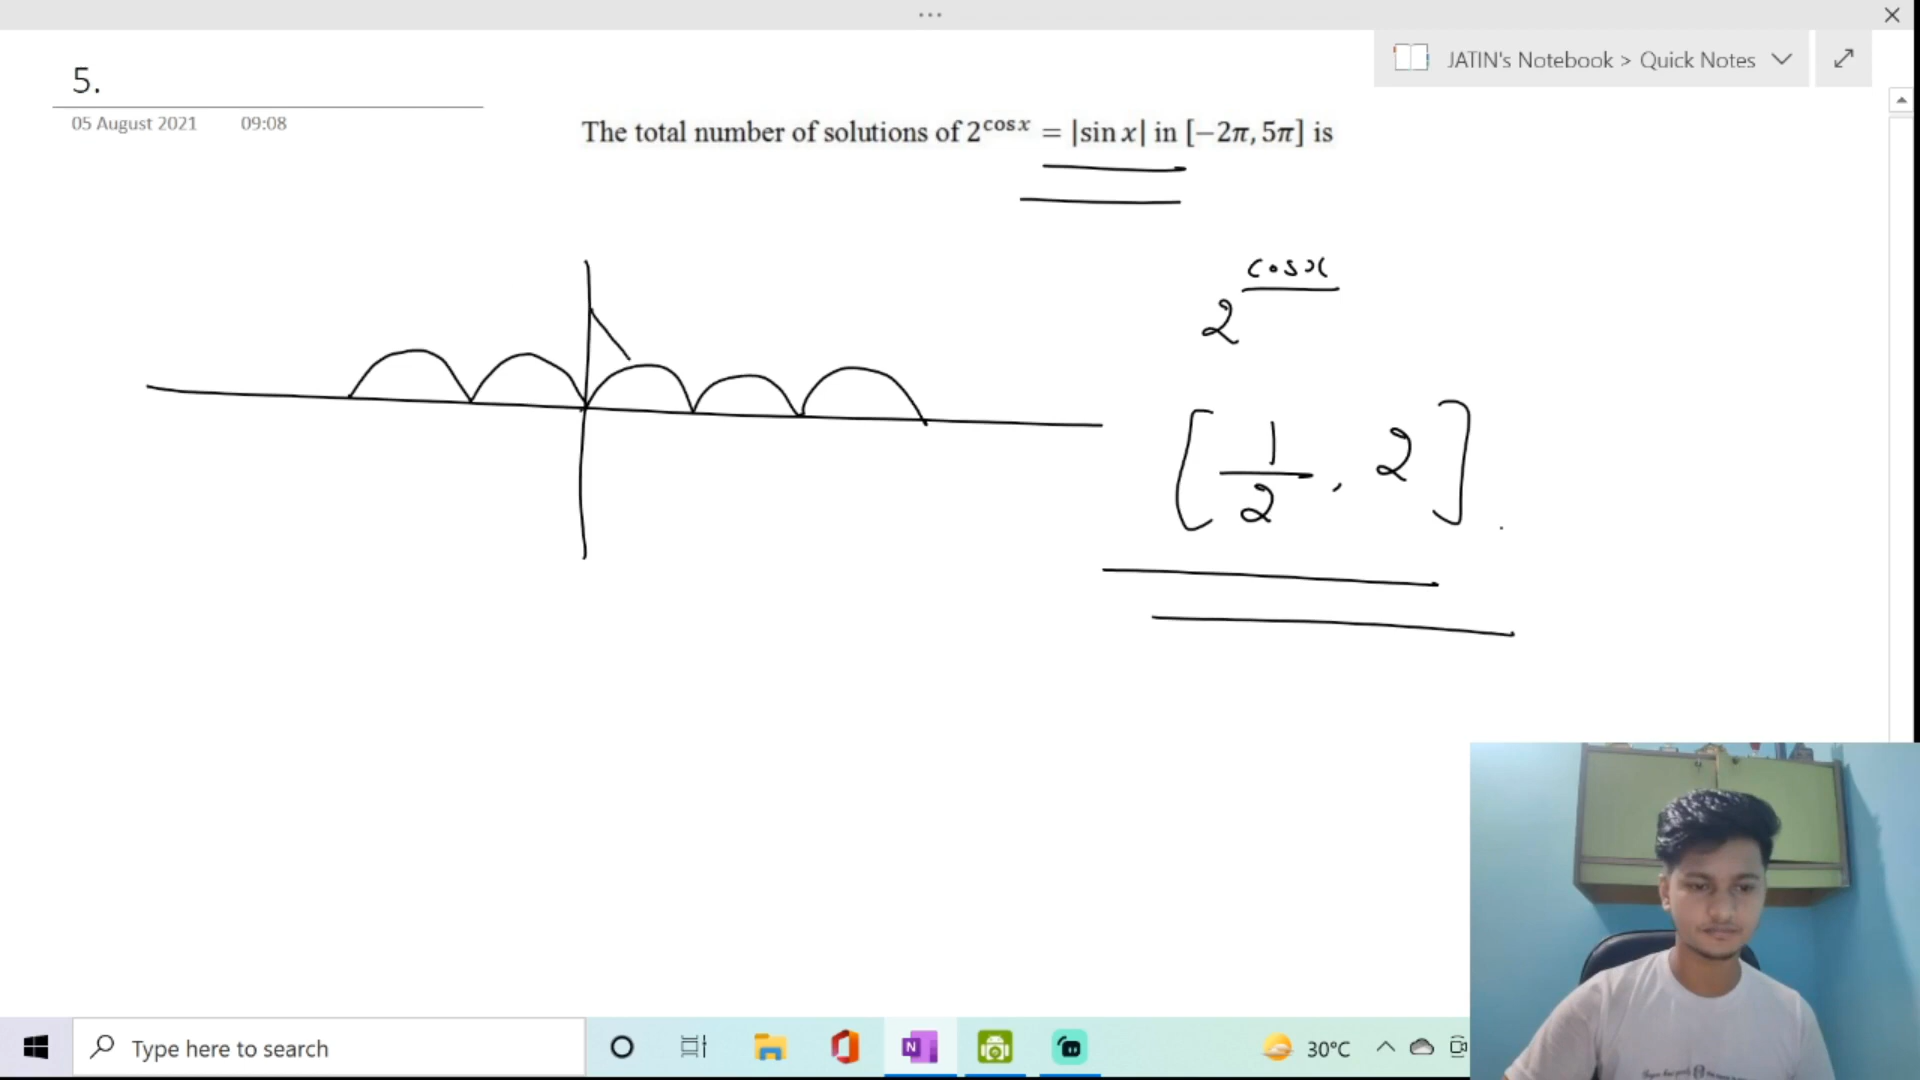 JATIN's Notebook > Quick Notes
5.
05 August 2021 09:08
The total number of solutions of 2^cos x = |sin x| in [−2π, 5π] is
2^cosx
[1/2, 2].
Type here to search
30°C